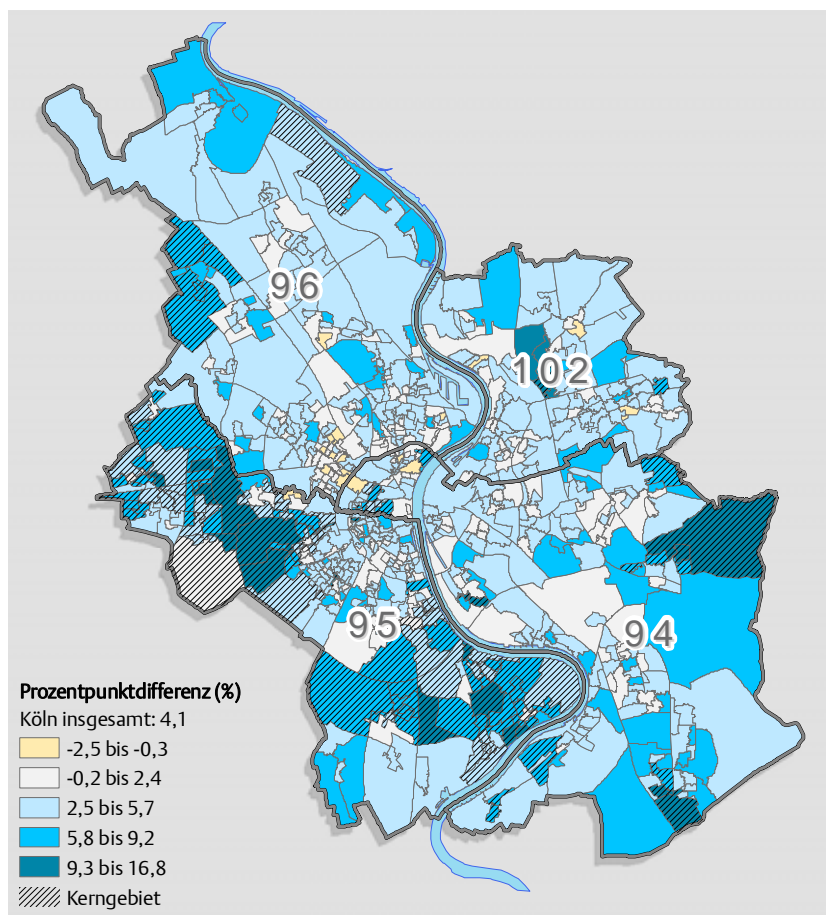 96
102
95
94
Prozentpunktdifferenz (%)
Köln insgesamt: 4,1
-2,5 bis -0,3
-0,2 bis 2,4
2,5 bis 5,7
5,8 bis 9,2
9,3 bis 16,8
Kerngebiet